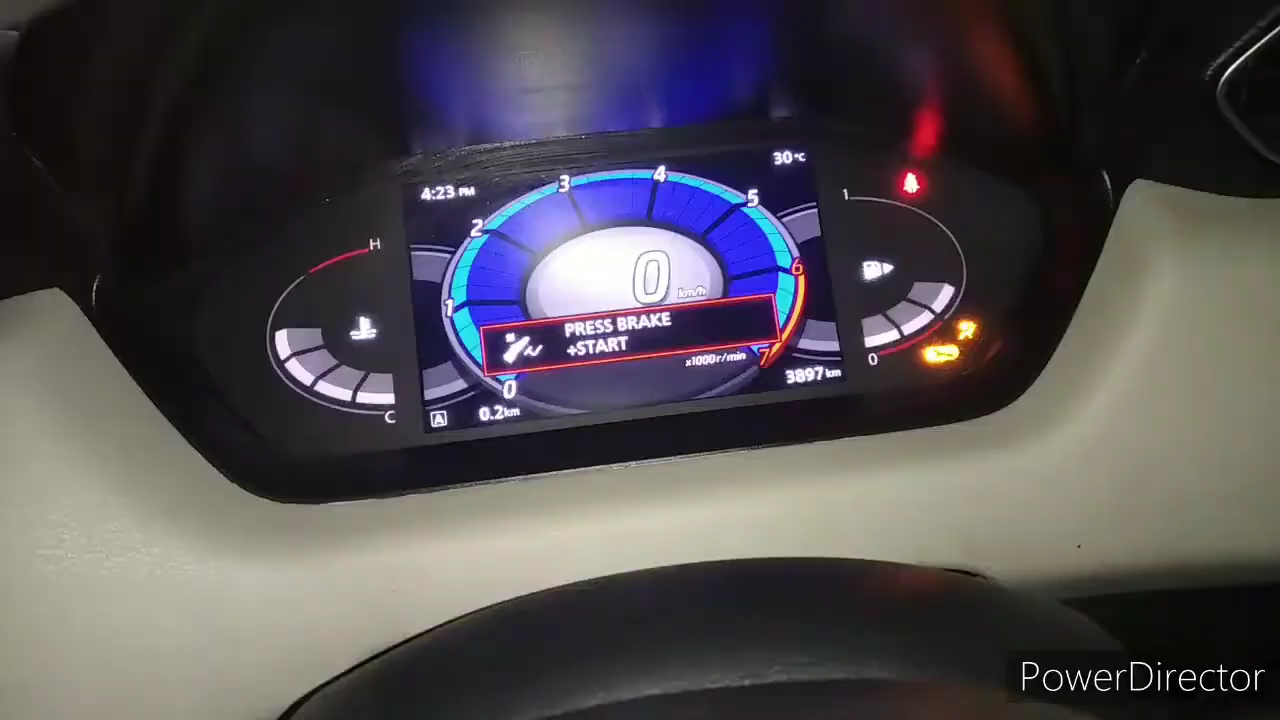 4:23 PM
30°C
3
4
2
5
1
6
0
km/h
PRESS BRAKE
+START
x1000r/min
7
0
3897 km
A
0.2km
H
C
1
0
PowerDirector